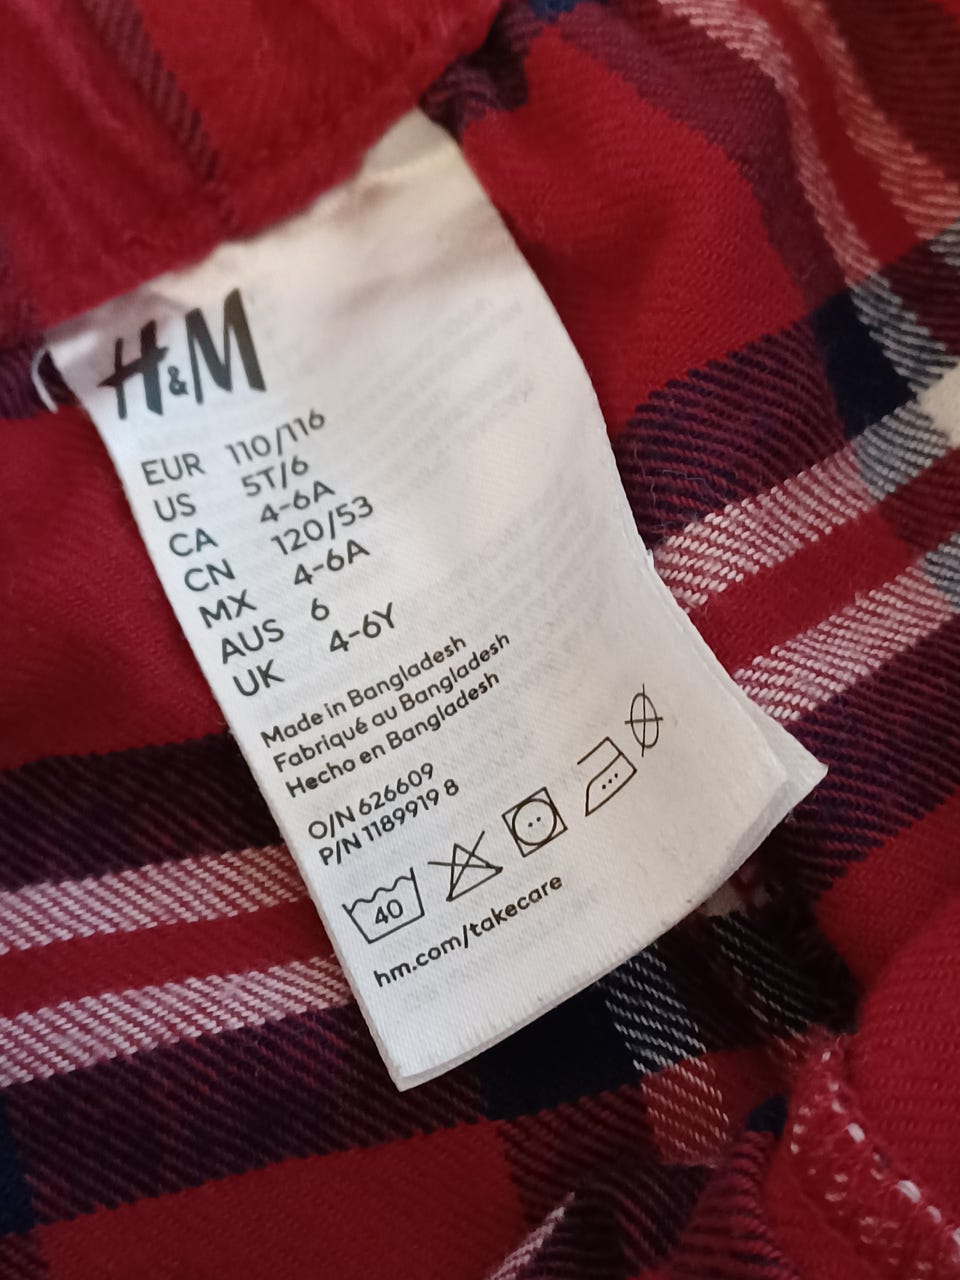 H&M
EUR 110/116
US 5T/6
CA 4-6A
CN 120/53
MX 4-6A
AUS 6
UK 4-6Y
Made in Bangladesh
Fabriqué au Bangladesh
Hecho en Bangladesh
O/N 626609
P/N 1189919 8
40
hm.com/takecare